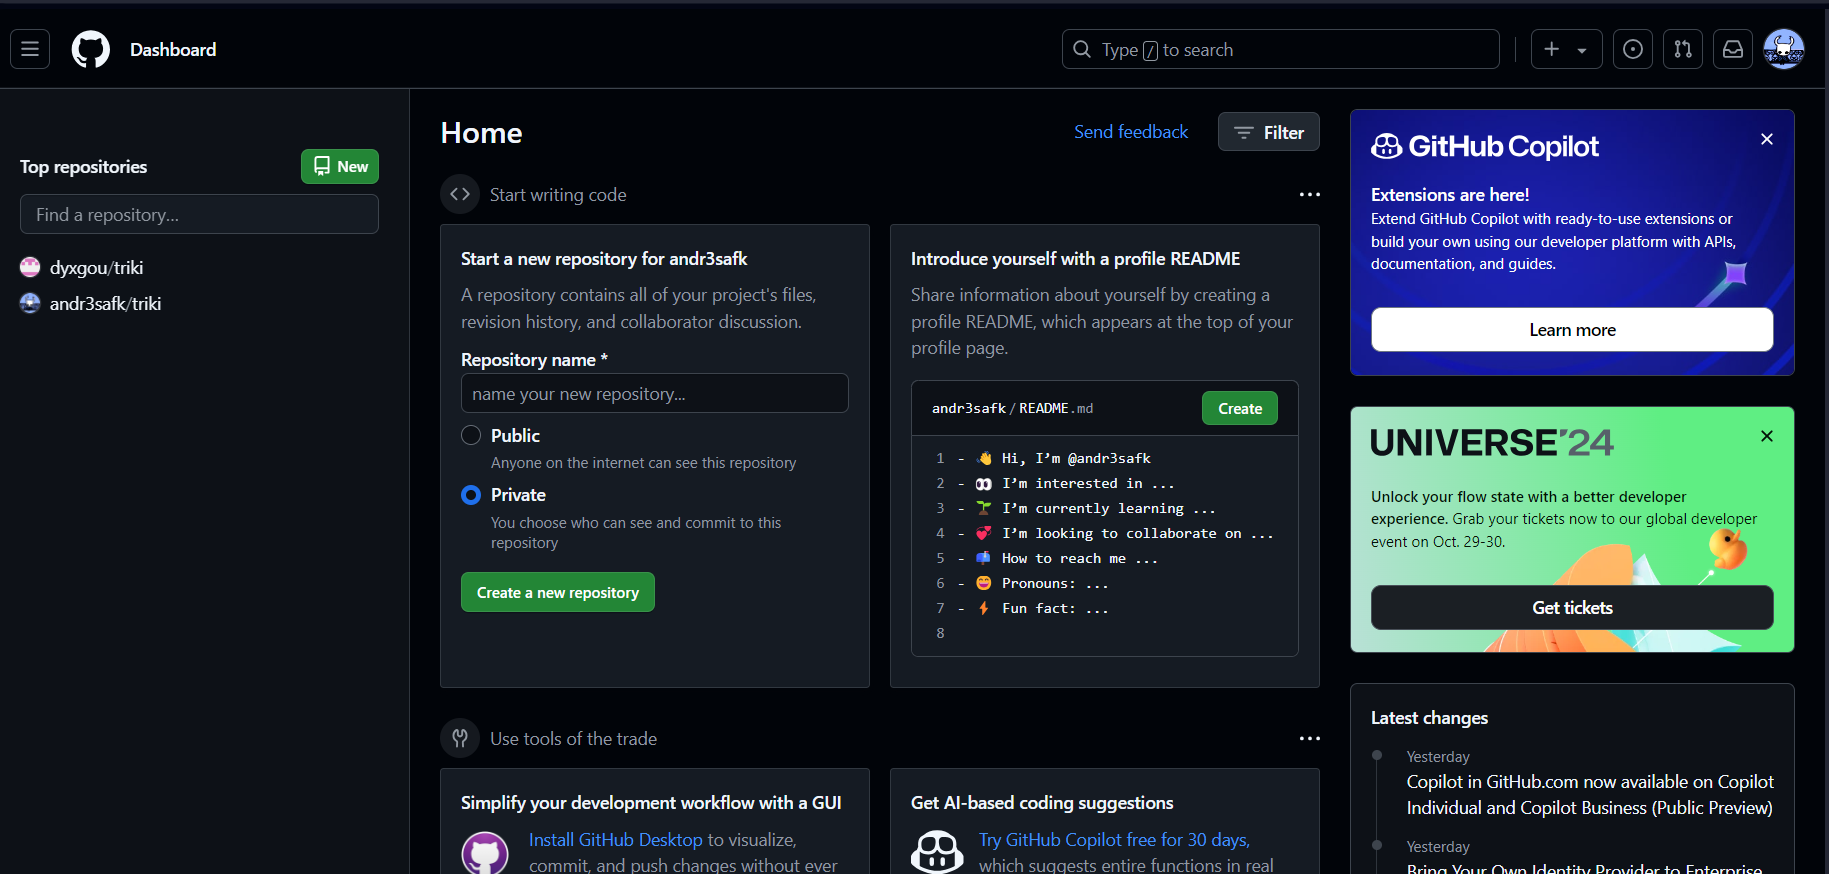 Dashboard
Type / to search
Top repositories
New
Find a repository...
dyxgou/triki
andr3safk/triki
Home
Send feedback
Filter
Start writing code
Start a new repository for andr3safk
A repository contains all of your project's files,
revision history, and collaborator discussion.
Repository name *
name your new repository...
Public
Anyone on the internet can see this repository
Private
You choose who can see and commit to this
repository
Create a new repository
Introduce yourself with a profile README
Share information about yourself by creating a
profile README, which appears at the top of your
profile page.
andr3safk / README.md
Create
1 - 👋 Hi, I’m @andr3safk
2 - 👀 I’m interested in ...
3 - 🌱 I’m currently learning ...
4 - 💞️ I’m looking to collaborate on ...
5 - 📫 How to reach me ...
6 - 😄 Pronouns: ...
7 - ⚡ Fun fact: ...
8
Use tools of the trade
Simplify your development workflow with a GUI
Install GitHub Desktop to visualize,
commit, and push changes without ever
Get AI-based coding suggestions
Try GitHub Copilot free for 30 days,
which suggests entire functions in real
GitHub Copilot
Extensions are here!
Extend GitHub Copilot with ready-to-use extensions or
build your own using our developer platform with APIs,
documentation, and guides.
Learn more
UNIVERSE'24
Unlock your flow state with a better developer
experience. Grab your tickets now to our global developer
event on Oct. 29-30.
Get tickets
Latest changes
Yesterday
Copilot in GitHub.com now available on Copilot
Individual and Copilot Business (Public Preview)
Yesterday
Bring Your Own Identity Provider to Enterprise